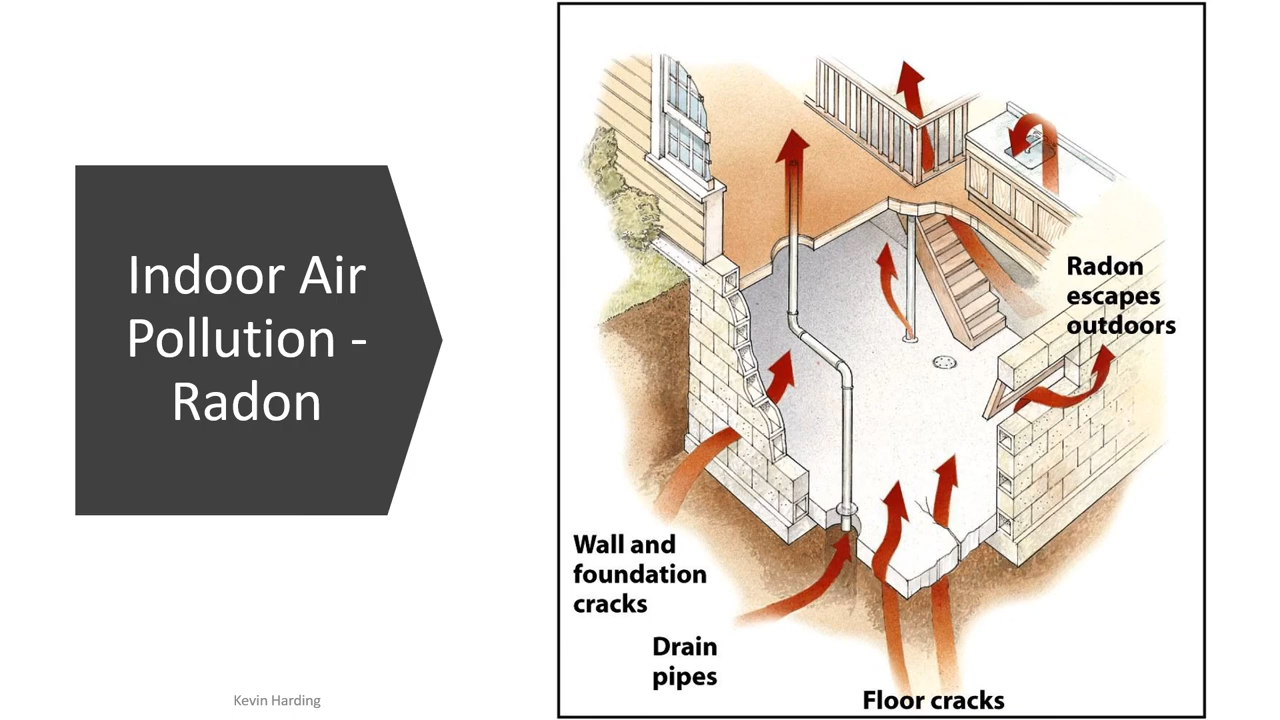 Indoor Air
Pollution -
Radon
Kevin Harding
Radon
escapes
outdoors
Wall and
foundation
cracks
Drain
pipes
Floor cracks